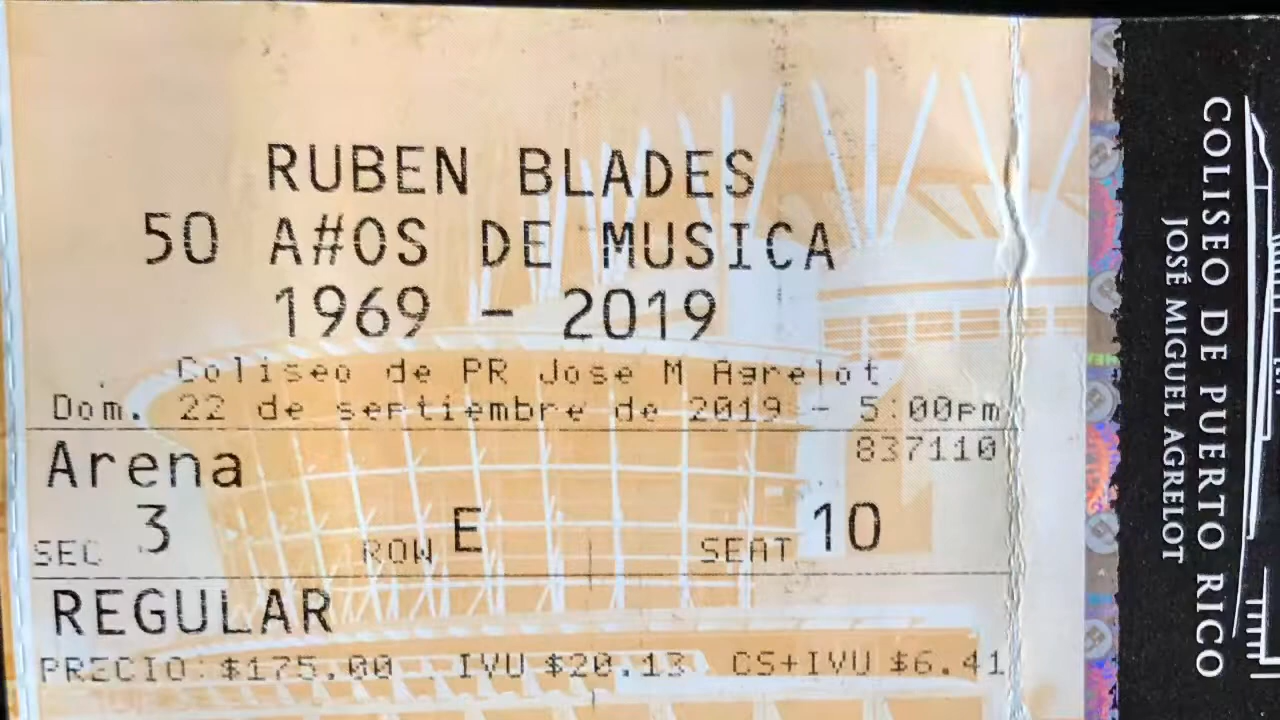 RUBEN BLADES
50 A#OS DE MUSICA
1969 - 2019
Coliseo de PR Jose M Agrelot
Dom. 22 de septiembre de 2019 - 5:00pm
837110
Arena
SEC 3 ROW E SEAT 10
REGULAR
PRECIO: $175.00 IVU $20.13 CS+IVU $6.41
COLISEO DE PUERTO RICO
JOSÉ MIGUEL AGRELOT